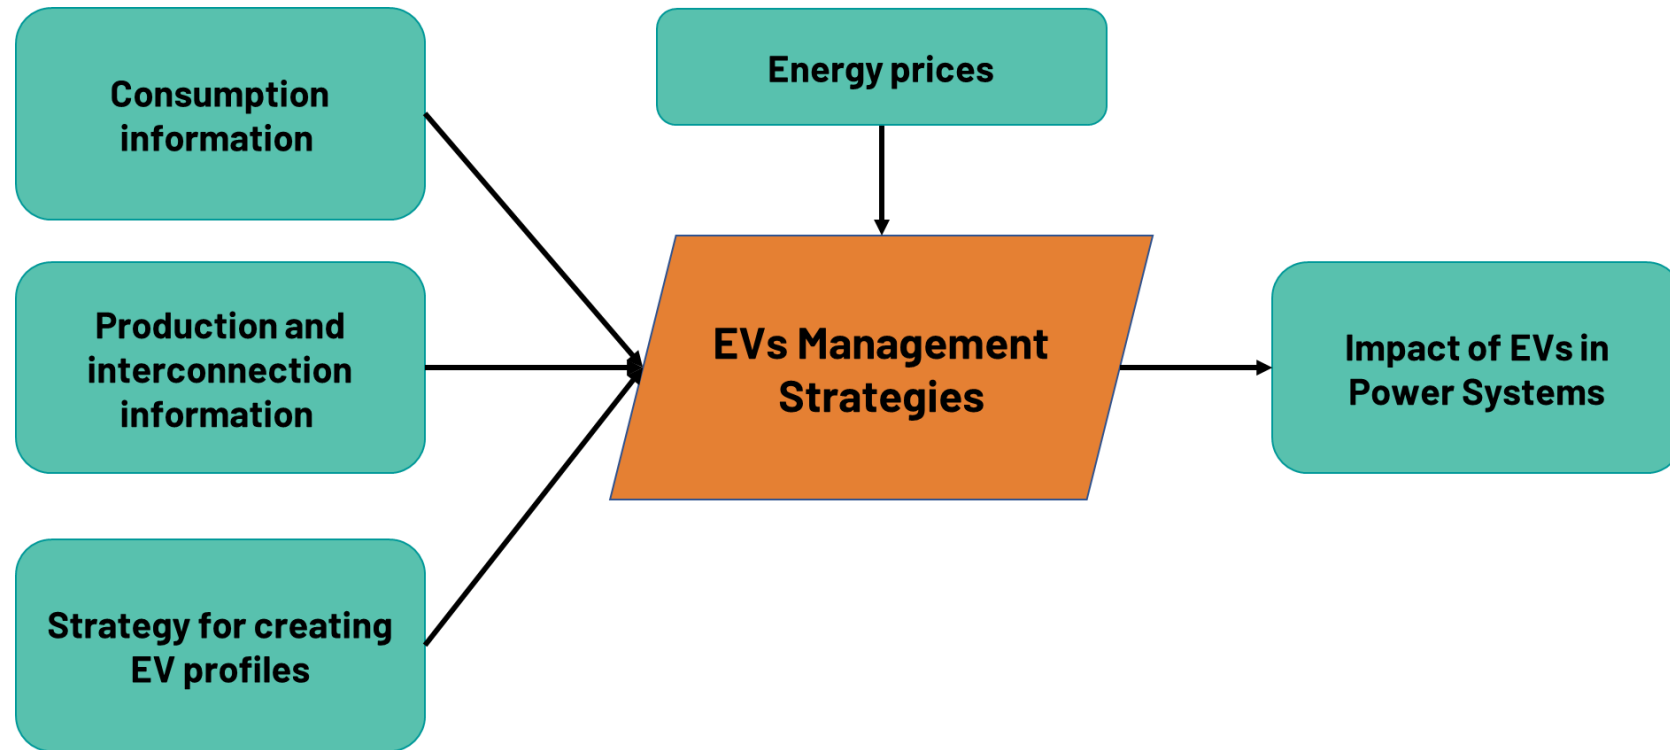 Consumption
information
Energy prices
Production and
interconnection
information
EVs Management
Strategies
Impact of EVs in
Power Systems
Strategy for creating
EV profiles